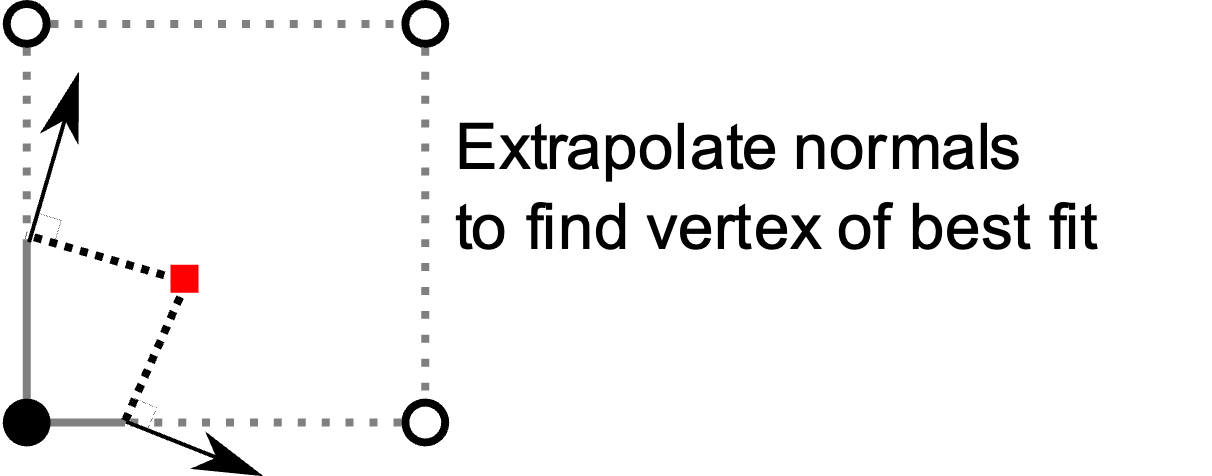 Extrapolate normals
to find vertex of best fit